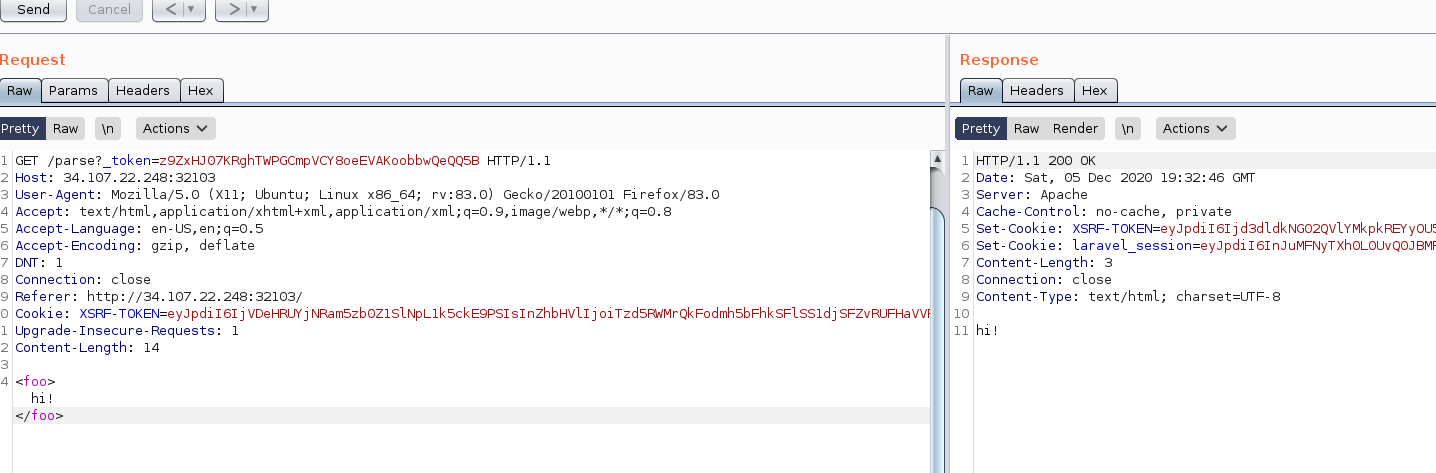 Send Cancel < ▼ > ▼
Request
Raw Params Headers Hex
Pretty Raw \n Actions
1 GET /parse?_token=z9ZxHJ07KRghTWPGCmpVCY8oeEVAKoobbwQeQQ5B HTTP/1.1
2 Host: 34.107.22.248:32103
3 User-Agent: Mozilla/5.0 (X11; Ubuntu; Linux x86_64; rv:83.0) Gecko/20100101 Firefox/83.0
4 Accept: text/html,application/xhtml+xml,application/xml;q=0.9,image/webp,*/*;q=0.8
5 Accept-Language: en-US,en;q=0.5
6 Accept-Encoding: gzip, deflate
7 DNT: 1
8 Connection: close
9 Referer: http://34.107.22.248:32103/
0 Cookie: XSRF-TOKEN=eyJpdiI6IjVDeHRUYjNRam5zb0Z1SlNpL1k5ckE9PSIsInZhbHVlIjoiTzd5RWMrQkFodmh5bFhkSFlSS1djSFZvRUFHaVVF
1 Upgrade-Insecure-Requests: 1
2 Content-Length: 14
3
4 <foo>
hi!
</foo>
Response
Raw Headers Hex
Pretty Raw Render \n Actions
1 HTTP/1.1 200 OK
2 Date: Sat, 05 Dec 2020 19:32:46 GMT
3 Server: Apache
4 Cache-Control: no-cache, private
5 Set-Cookie: XSRF-TOKEN=eyJpdiI6Ijd3dldkNG02QVlYMkpkREYyOU5
6 Set-Cookie: laravel_session=eyJpdiI6InJuMFNyTXh0L0UvQ0JBMF
7 Content-Length: 3
8 Connection: close
9 Content-Type: text/html; charset=UTF-8
10
11 hi!